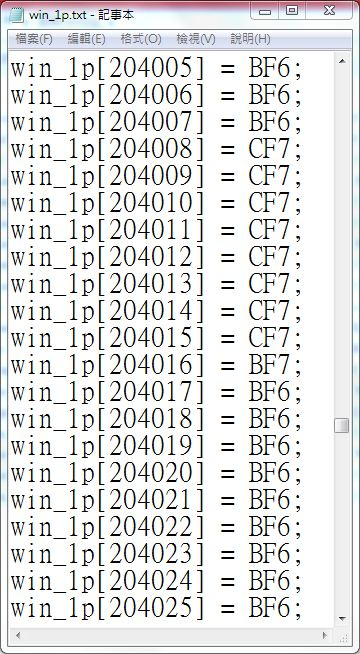 win_1p.txt - 記事本
檔案(F) 編輯(E) 格式(O) 檢視(V) 說明(H)
win_1p[204005] = BF6;
win_1p[204006] = BF6;
win_1p[204007] = BF6;
win_1p[204008] = CF7;
win_1p[204009] = CF7;
win_1p[204010] = CF7;
win_1p[204011] = CF7;
win_1p[204012] = CF7;
win_1p[204013] = CF7;
win_1p[204014] = CF7;
win_1p[204015] = CF7;
win_1p[204016] = BF7;
win_1p[204017] = BF6;
win_1p[204018] = BF6;
win_1p[204019] = BF6;
win_1p[204020] = BF6;
win_1p[204021] = BF6;
win_1p[204022] = BF6;
win_1p[204023] = BF6;
win_1p[204024] = BF6;
win_1p[204025] = BF6;